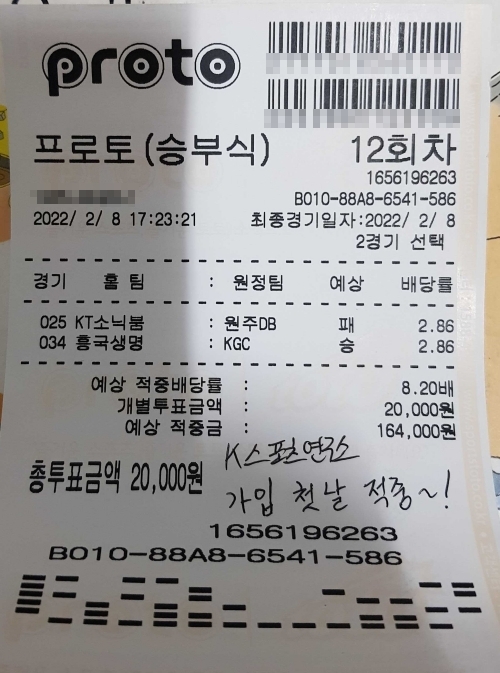 proto
프로토(승부식) 12회차
1656196263
B010-88A8-6541-586
2022/ 2/ 8 17:23:21 최종경기일자:2022/ 2/ 8
2경기 선택
경기 홈 팀 : 원정팀 예상 배당률
025 KT소닉붐 : 원주DB 패 2.86
034 흥국생명 : KGC 승 2.86
예상 적중배당률 : 8.20배
개별투표금액 : 20,000원
예상 적중금 : 164,000원
총투표금액 20,000원
K스포츠연구소
가입 첫날 적중~!
1656196263
B010-88A8-6541-586